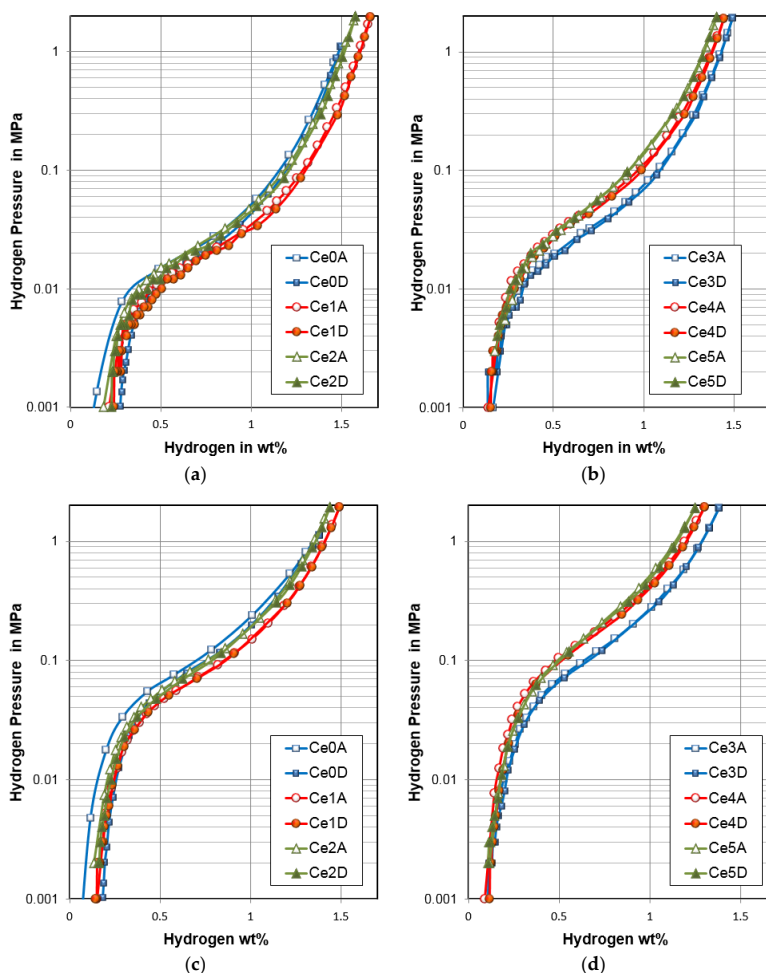 Hydrogen Pressure in MPa
1
0.1
0.01
0.001
0
0.5
1
1.5
Hydrogen in wt%
Ce0A
Ce0D
Ce1A
Ce1D
Ce2A
Ce2D
(a)
Hydrogen Pressure in MPa
1
0.1
0.01
0.001
0
0.5
1
1.5
Hydrogen in wt%
Ce3A
Ce3D
Ce4A
Ce4D
Ce5A
Ce5D
(b)
Hydrogen Pressure in MPa
1
0.1
0.01
0.001
0
0.5
1
1.5
Hydrogen wt%
Ce0A
Ce0D
Ce1A
Ce1D
Ce2A
Ce2D
(c)
Hydrogen Pressure in MPa
1
0.1
0.01
0.001
0
0.5
1
1.5
Hydrogen wt%
Ce3A
Ce3D
Ce4A
Ce4D
Ce5A
Ce5D
(d)